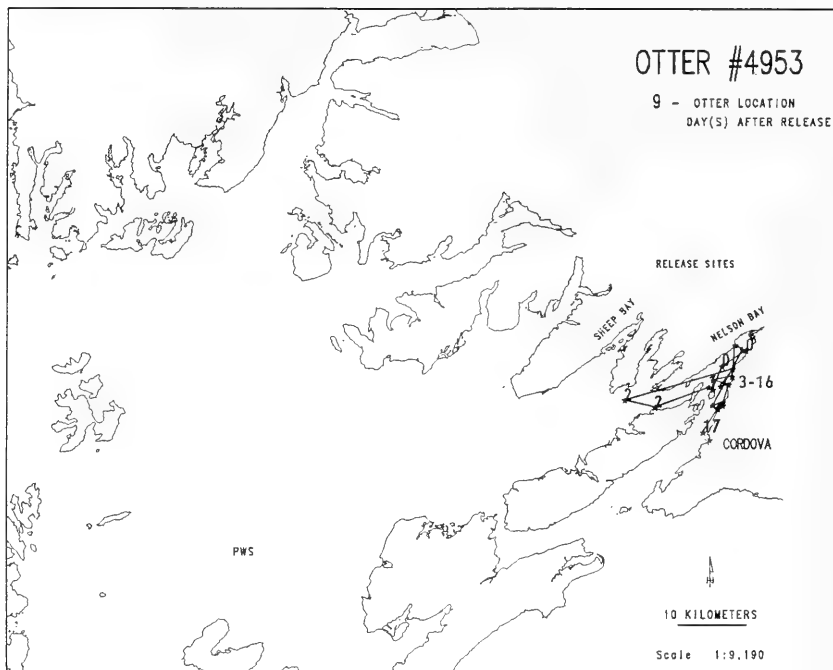 OTTER #4953
9 - OTTER LOCATION
DAY(S) AFTER RELEASE
RELEASE SITES
SHEEP BAY
NELSON BAY
2
2
3-16
17
CORDOVA
PWS
10 KILOMETERS
Scale 1:9,190